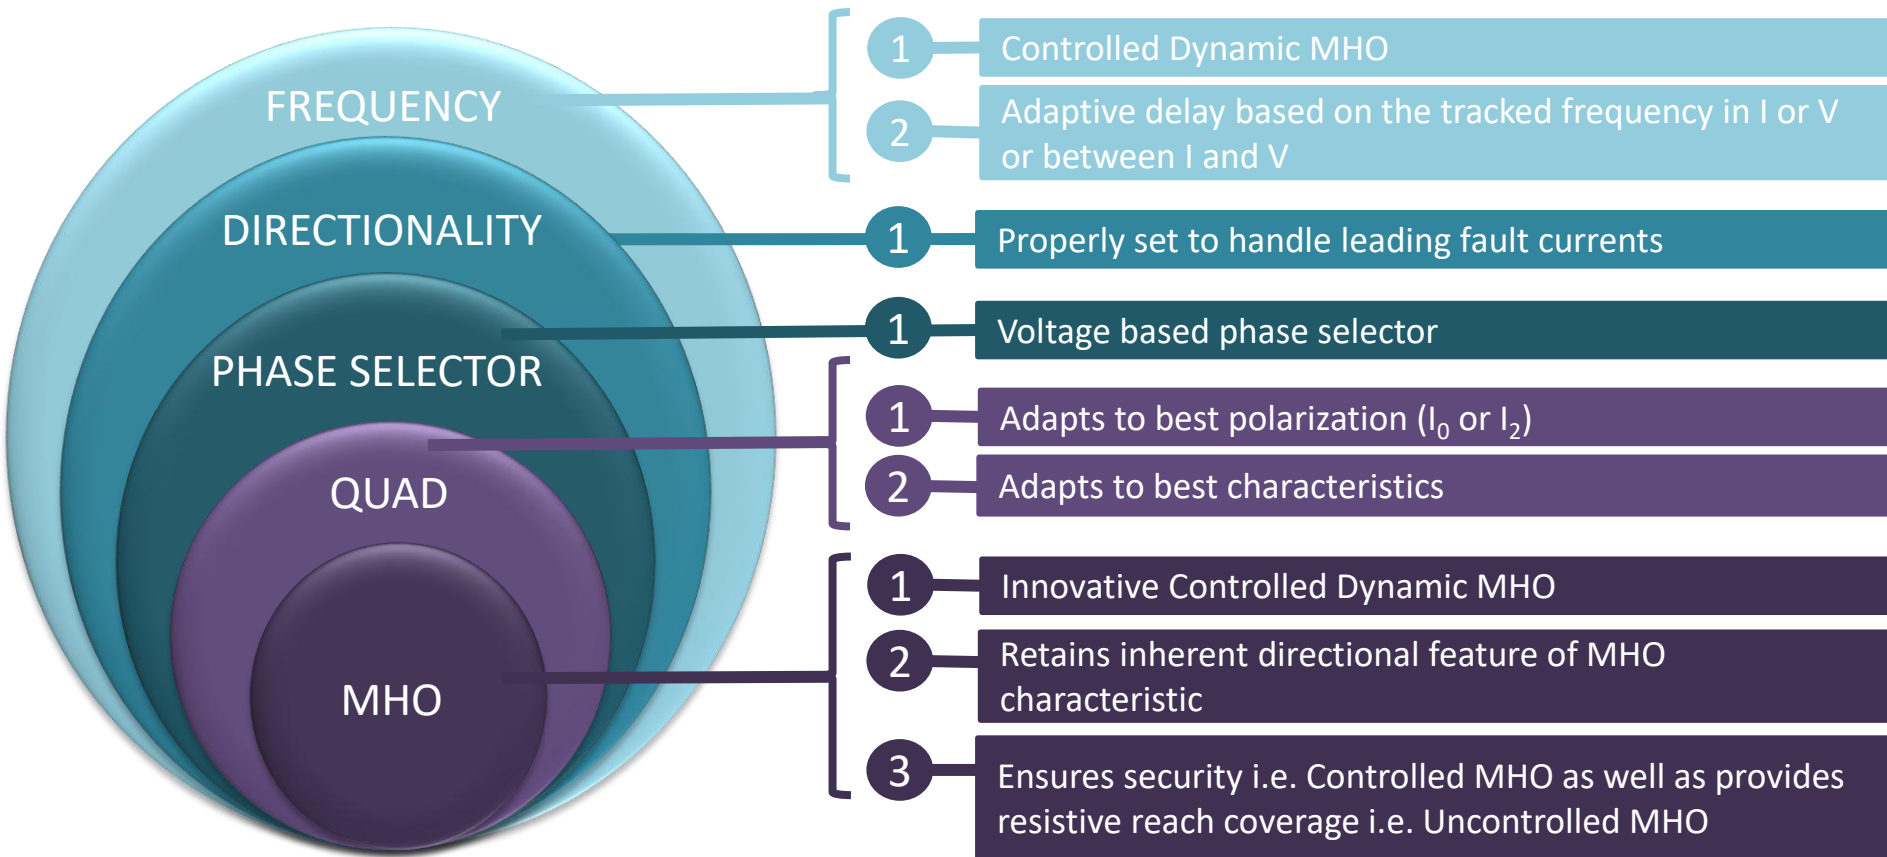 FREQUENCY
1
Controlled Dynamic MHO
2
Adaptive delay based on the tracked frequency in I or V
or between I and V
DIRECTIONALITY
1
Properly set to handle leading fault currents
PHASE SELECTOR
1
Voltage based phase selector
QUAD
1
Adapts to best polarization (I₀ or I₂)
2
Adapts to best characteristics
MHO
1
Innovative Controlled Dynamic MHO
2
Retains inherent directional feature of MHO
characteristic
3
Ensures security i.e. Controlled MHO as well as provides
resistive reach coverage i.e. Uncontrolled MHO